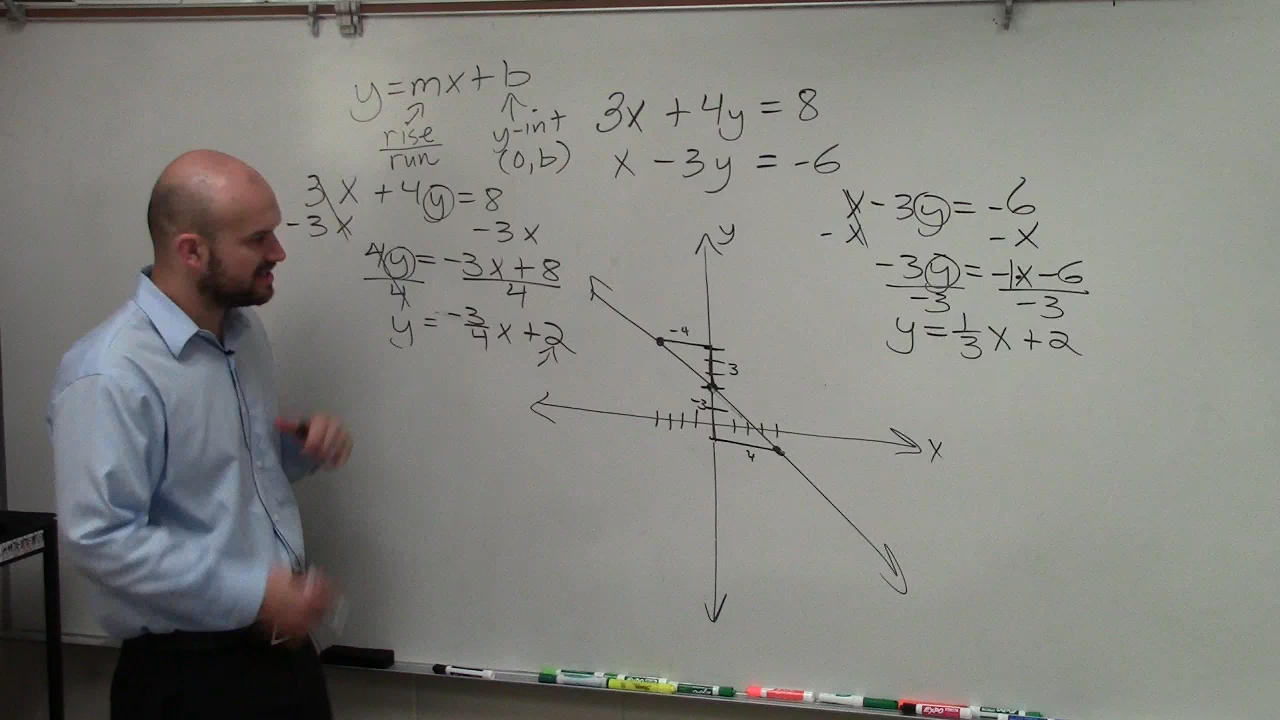 y=mx+b
rise
run
y-int
(0,b)
3x + 4y = 8
x - 3y = -6
3x + 4y = 8
-3x -3x
4y = -3x + 8
4 4
y = -3/4 x + 2
x - 3y = -6
-x -x
-3y = -1x - 6
-3 -3
y = 1/3 x + 2
y
-4
3
-3
4
x